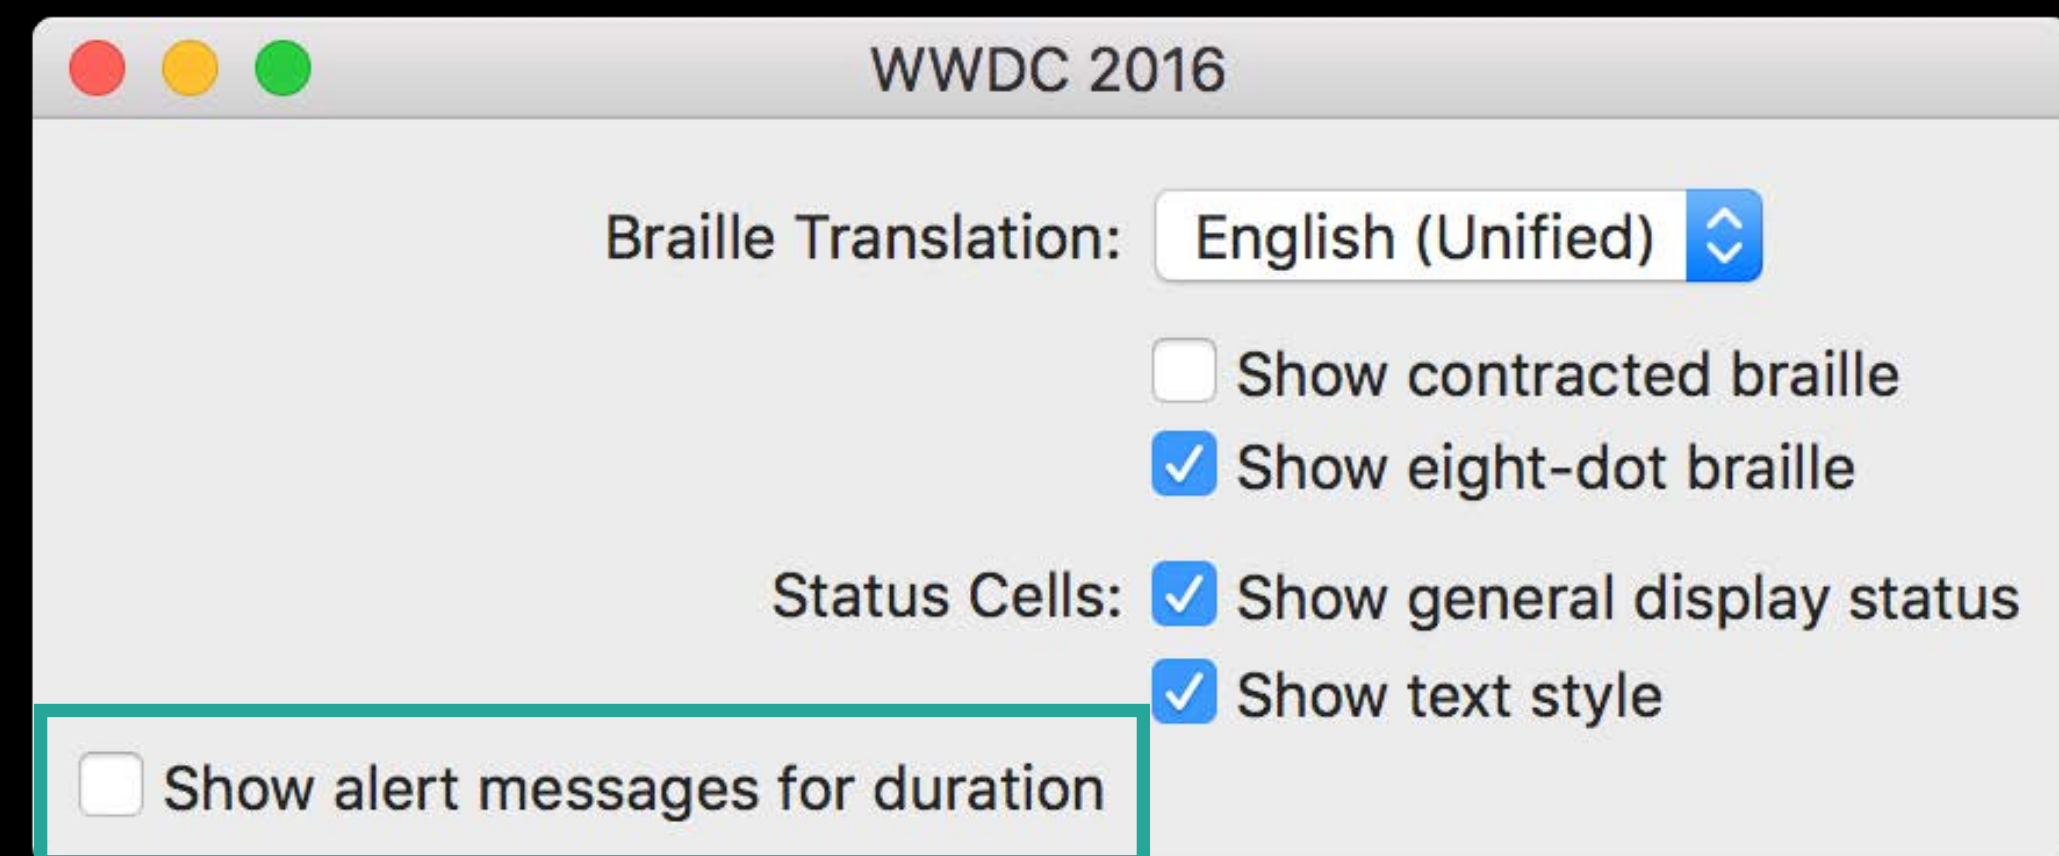 WWDC 2016
Braille Translation: English (Unified)
Show contracted braille
Show eight-dot braille
Status Cells: Show general display status
Show text style
Show alert messages for duration